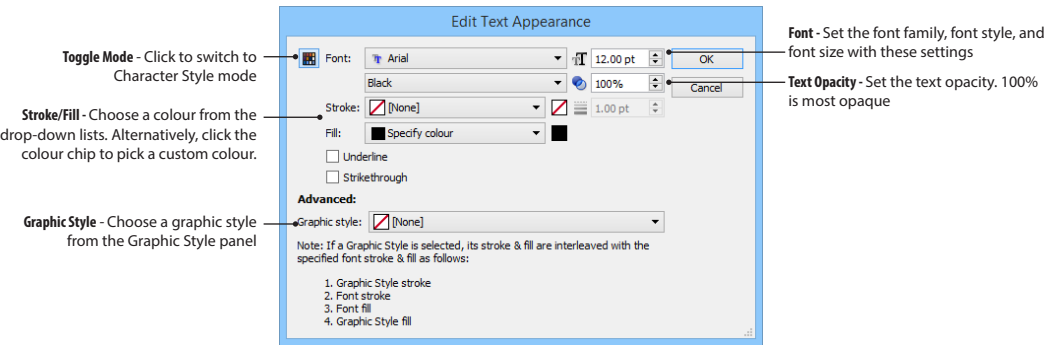 Edit Text Appearance
Toggle Mode - Click to switch to
Character Style mode
Stroke/Fill - Choose a colour from the
drop-down lists. Alternatively, click the
colour chip to pick a custom colour.
Graphic Style - Choose a graphic style
from the Graphic Style panel
Font: Arial 12.00 pt OK
Black 100% Cancel
Stroke: [None] 1.00 pt
Fill: Specify colour
Underline
Strikethrough
Advanced:
Graphic style: [None]
Note: If a Graphic Style is selected, its stroke & fill are interleaved with the
specified font stroke & fill as follows:
1. Graphic Style stroke
2. Font stroke
3. Font fill
4. Graphic Style fill
Font - Set the font family, font style, and
font size with these settings
Text Opacity - Set the text opacity. 100%
is most opaque